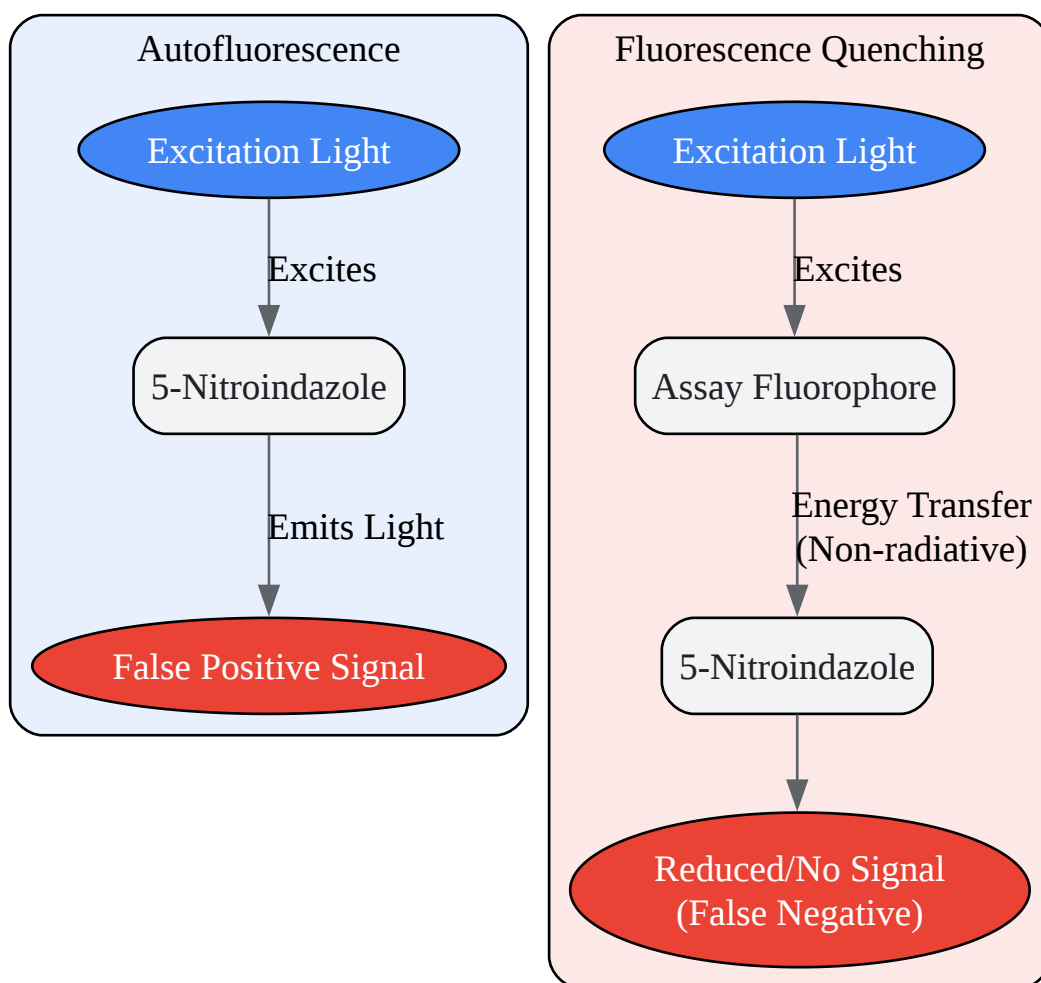 Autofluorescence
Excitation Light
Excites
5-Nitroindazole
Emits Light
False Positive Signal
Fluorescence Quenching
Excitation Light
Excites
Assay Fluorophore
Energy Transfer
(Non-radiative)
5-Nitroindazole
Reduced/No Signal
(False Negative)